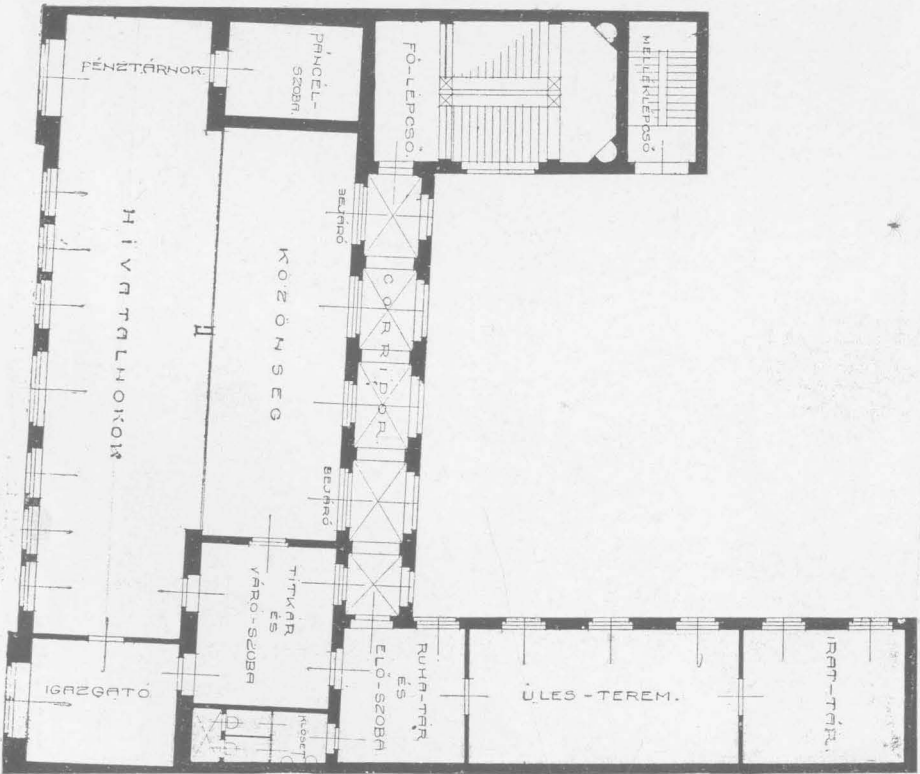 PÉNZTÁRNOK.
PÁNCÉL-
SZOBA.
FŐ-LÉPCSŐ.
MELLÉKLÉPCSŐ
HIVATALNOKOK
KÖZÖNSÉG
BEJÁRÓ
CORRIDOR.
BEJÁRÓ
TITKÁR
ÉS
VÁRÓ-SZOBA
IGAZGATÓ
KLOSET
RUHA-TÁR
ÉS
ELŐ-SZOBA
ÜLÉS-TEREM.
IRAT-TÁR.